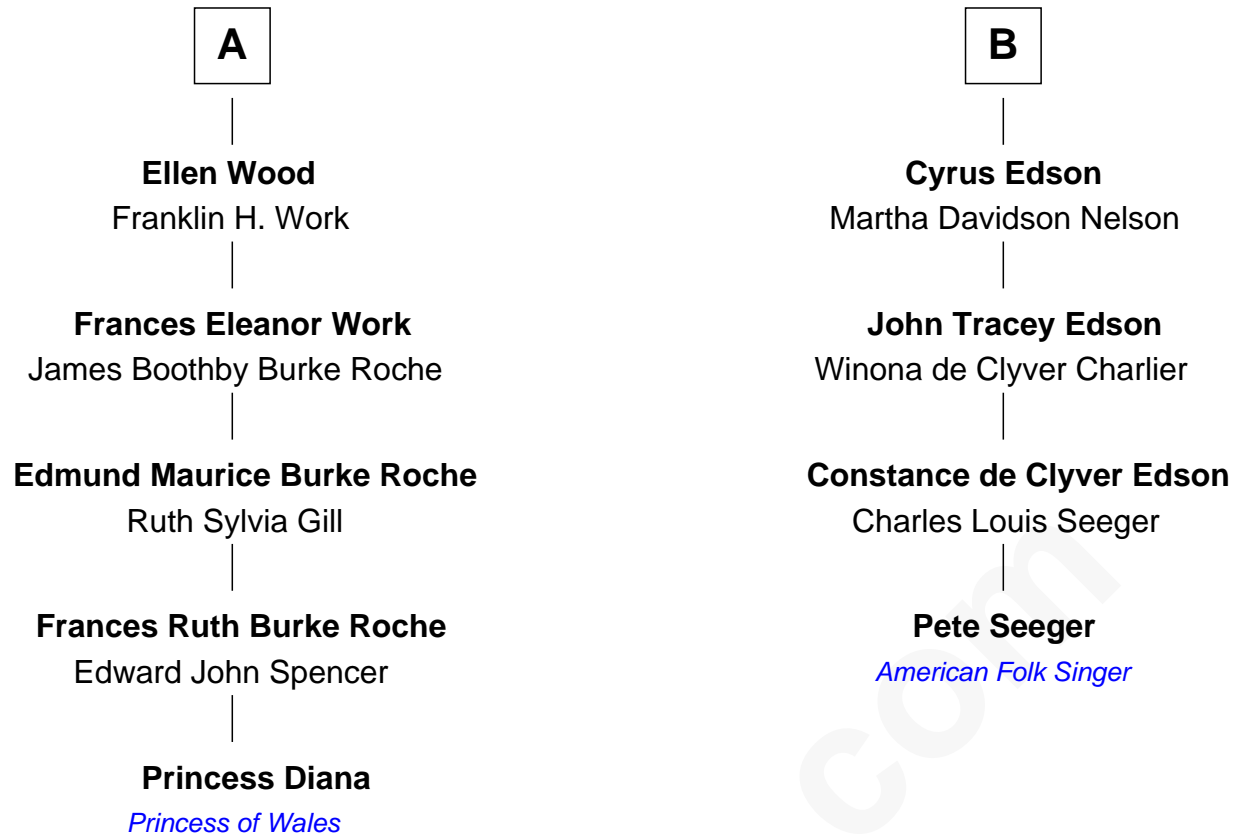 A
Ellen Wood
Franklin H. Work
Frances Eleanor Work
James Boothby Burke Roche
Edmund Maurice Burke Roche
Ruth Sylvia Gill
Frances Ruth Burke Roche
Edward John Spencer
Princess Diana
Princess of Wales
B
Cyrus Edson
Martha Davidson Nelson
John Tracey Edson
Winona de Clyver Charlier
Constance de Clyver Edson
Charles Louis Seeger
Pete Seeger
American Folk Singer
com